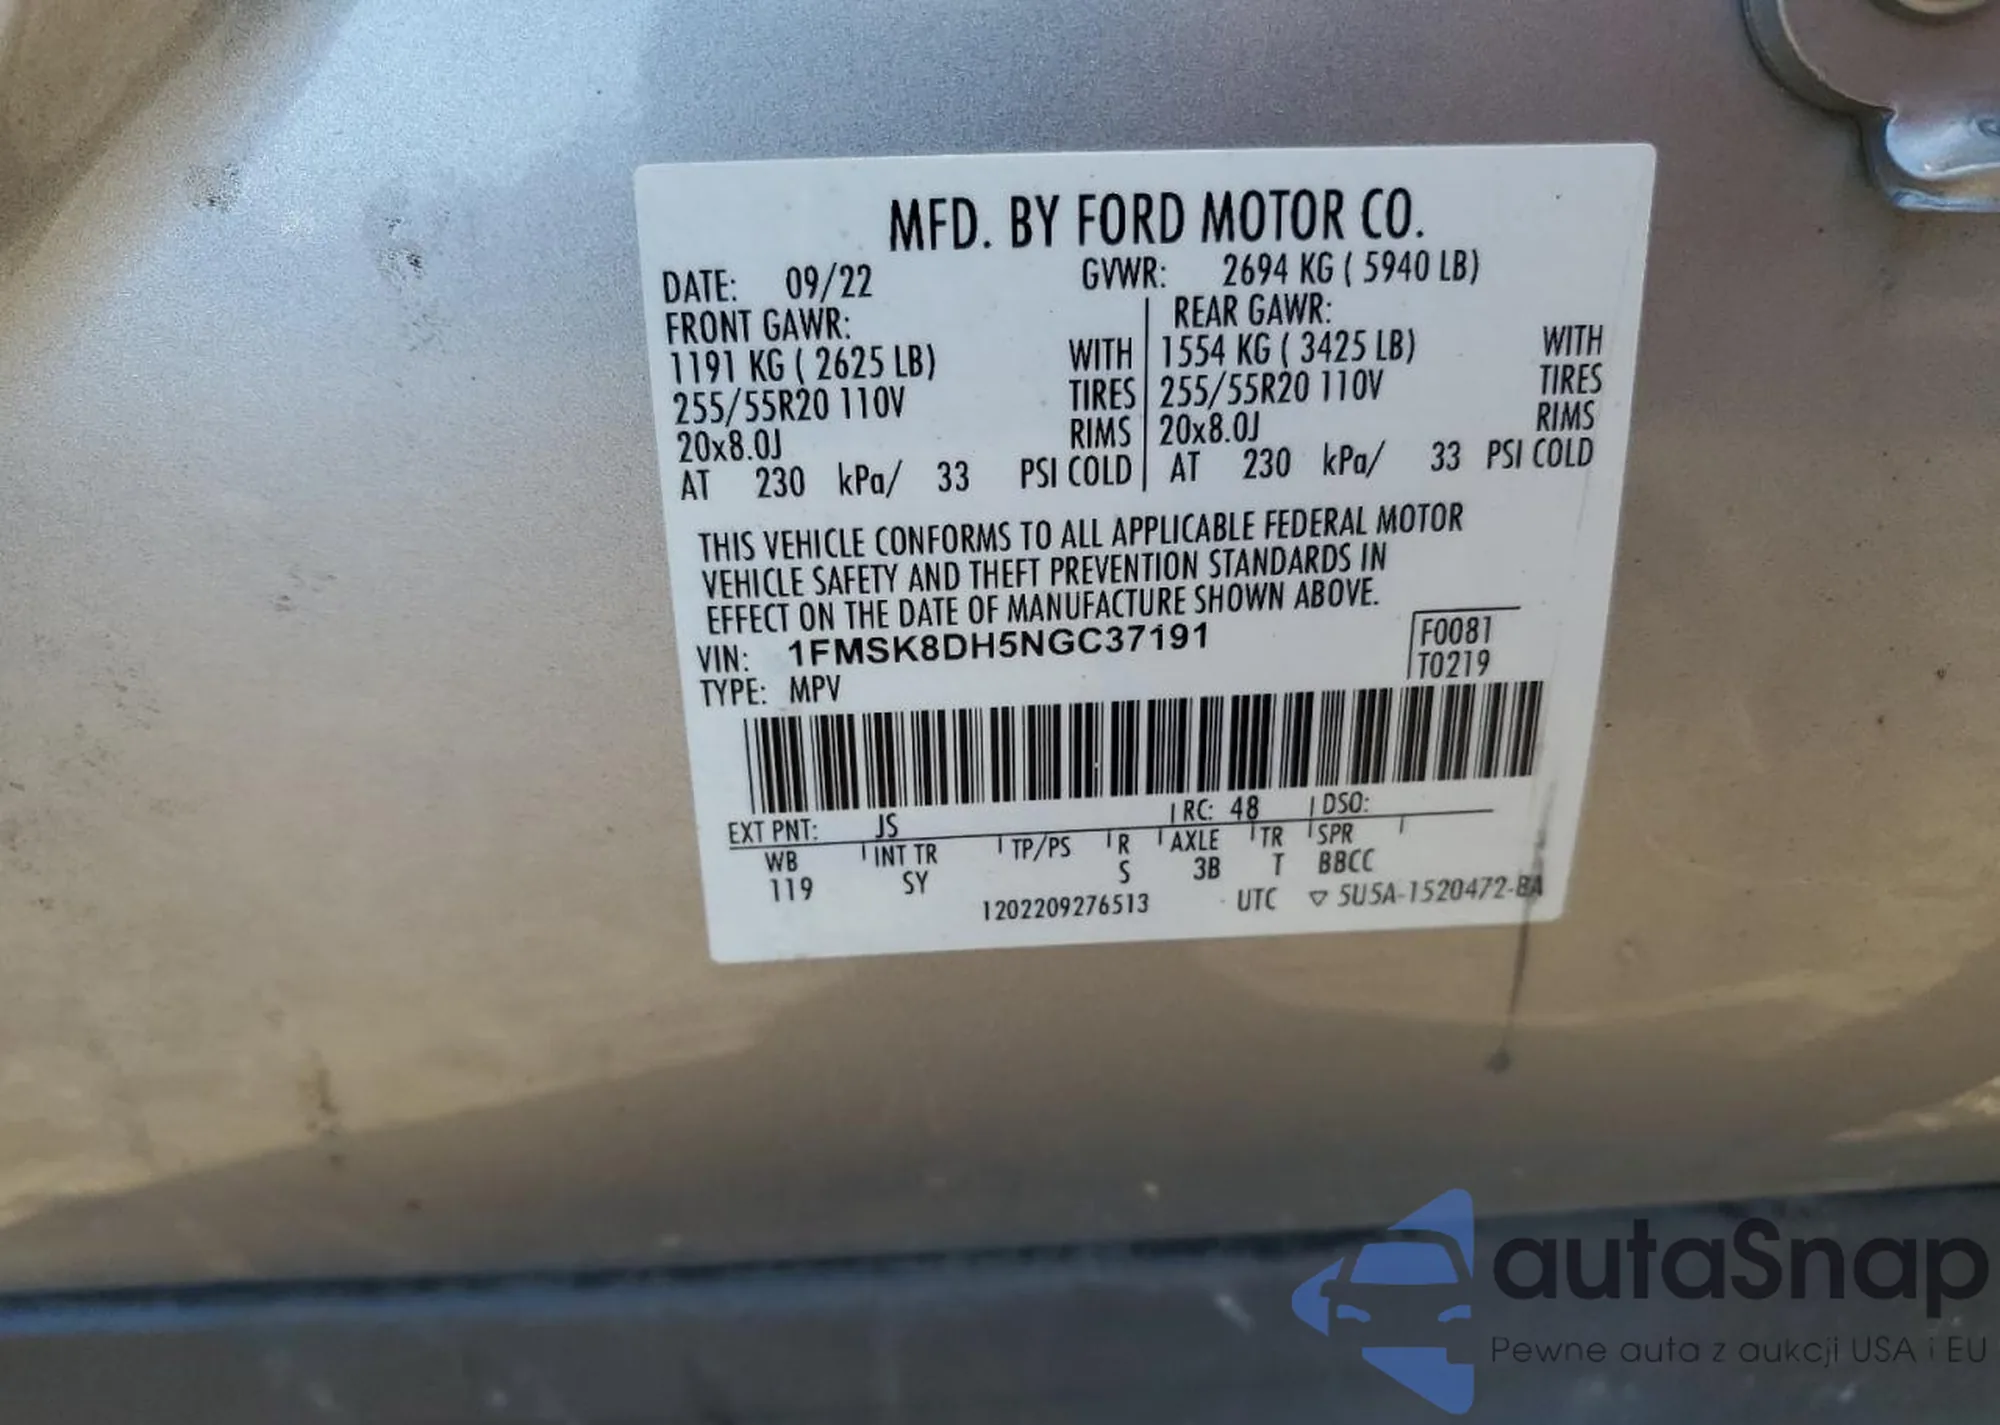 MFD. BY FORD MOTOR CO.
DATE: 09/22 GVWR: 2694 KG ( 5940 LB)
FRONT GAWR: REAR GAWR:
1191 KG ( 2625 LB) WITH 1554 KG ( 3425 LB) WITH
255/55R20 110V TIRES 255/55R20 110V TIRES
20x8.0J RIMS 20x8.0J RIMS
AT 230 kPa/ 33 PSI COLD AT 230 kPa/ 33 PSI COLD
THIS VEHICLE CONFORMS TO ALL APPLICABLE FEDERAL MOTOR
VEHICLE SAFETY AND THEFT PREVENTION STANDARDS IN
EFFECT ON THE DATE OF MANUFACTURE SHOWN ABOVE.
VIN: 1FMSK8DH5NGC37191 F0081
TYPE: MPV T0219
EXT PNT: JS RC: 48 DSO:
WB INT TR TP/PS R AXLE TR SPR
119 SY S 3B T BBCC
1202209276513 UTC ▽ 5U5A-1520472-BA
autaSnap
Pewne auta z aukcji USA i EU